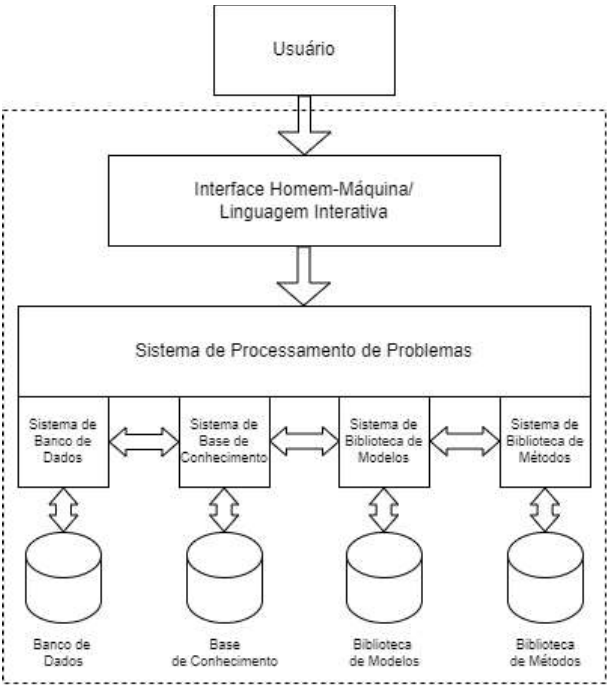 Usuário
Interface Homem-Máquina/
Linguagem Interativa
Sistema de Processamento de Problemas
Sistema de
Banco de
Dados
Sistema de
Base de
Conhecimento
Sistema de
Biblioteca de
Modelos
Sistema de
Biblioteca de
Métodos
Banco de
Dados
Base
de Conhecimento
Biblioteca
de Modelos
Biblioteca
de Métodos